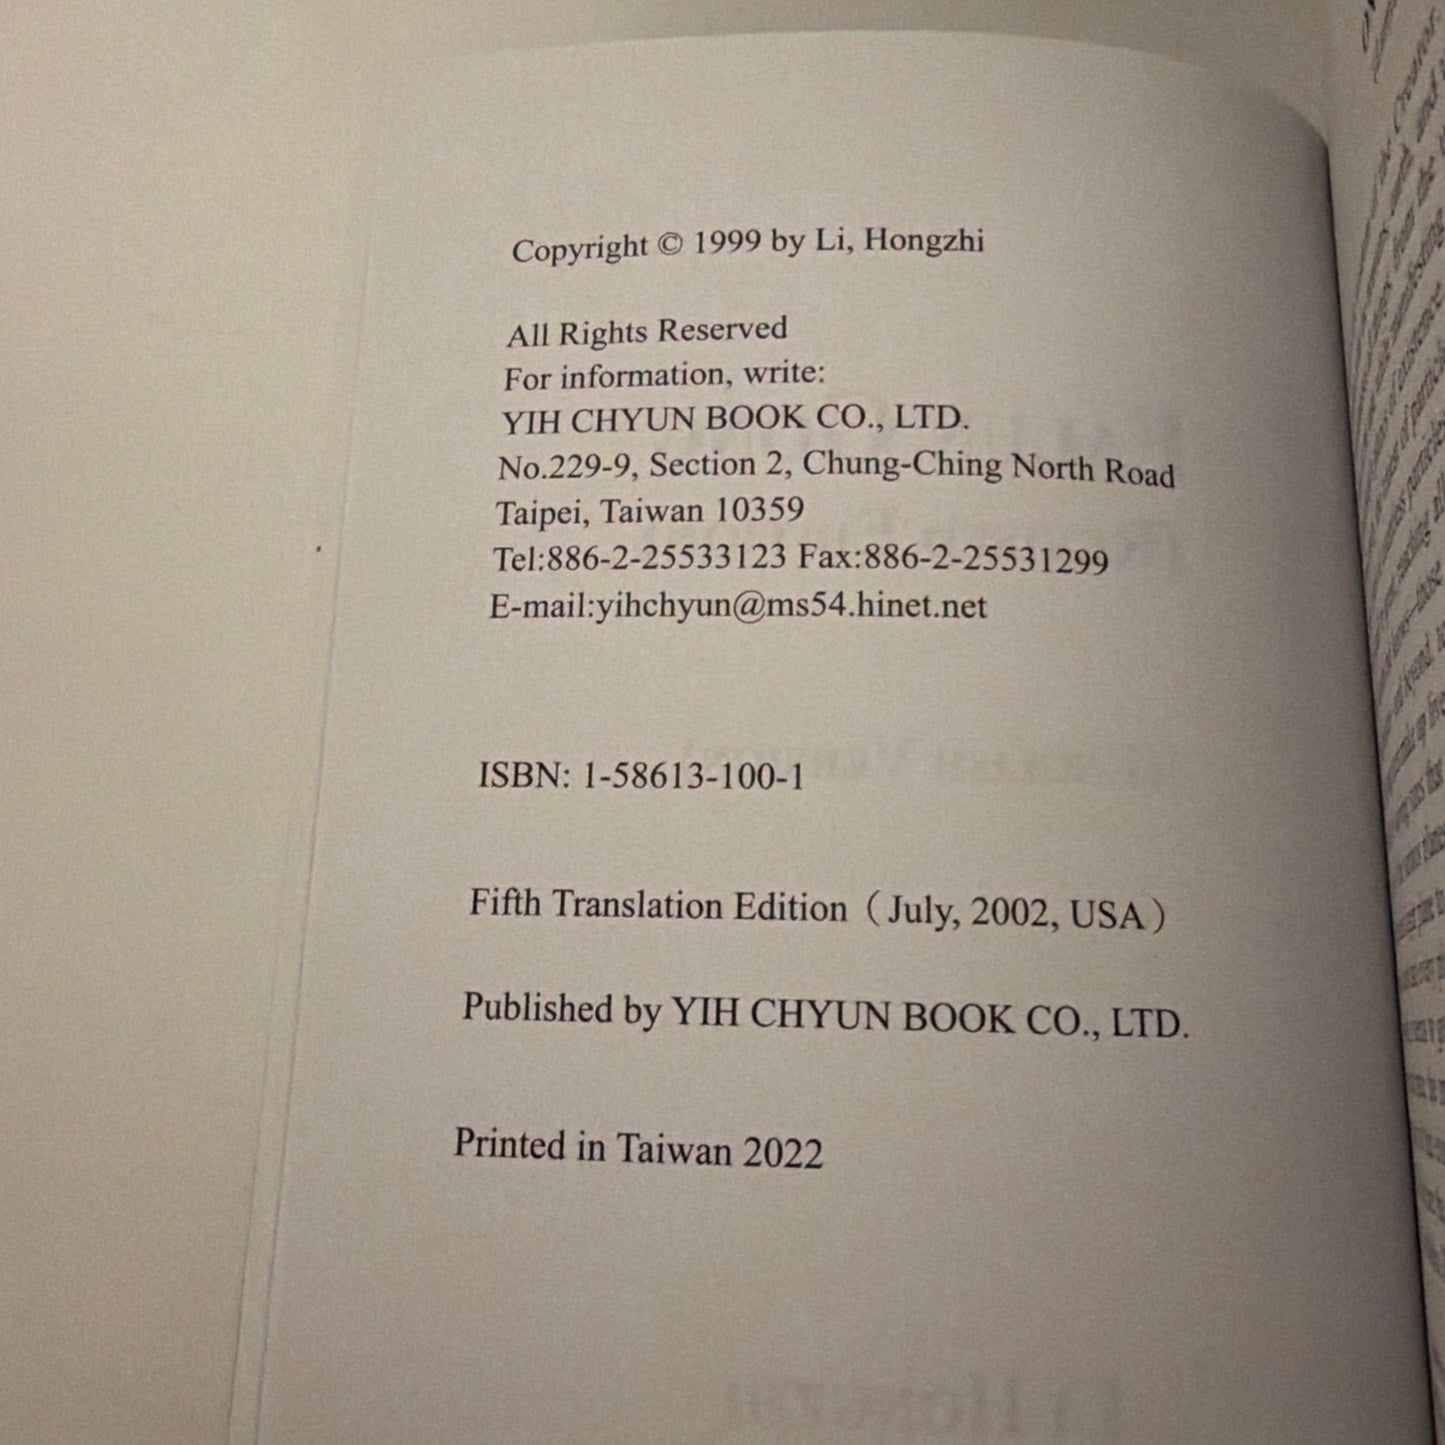 Copyright © 1999 by Li, Hongzhi
All Rights Reserved
For information, write:
YIH CHYUN BOOK CO., LTD.
No.229-9, Section 2, Chung-Ching North Road
Taipei, Taiwan 10359
Tel:886-2-25533123 Fax:886-2-25531299
E-mail:yihchyun@ms54.hinet.net
ISBN: 1-58613-100-1
Fifth Translation Edition（July, 2002, USA）
Published by YIH CHYUN BOOK CO., LTD.
Printed in Taiwan 2022